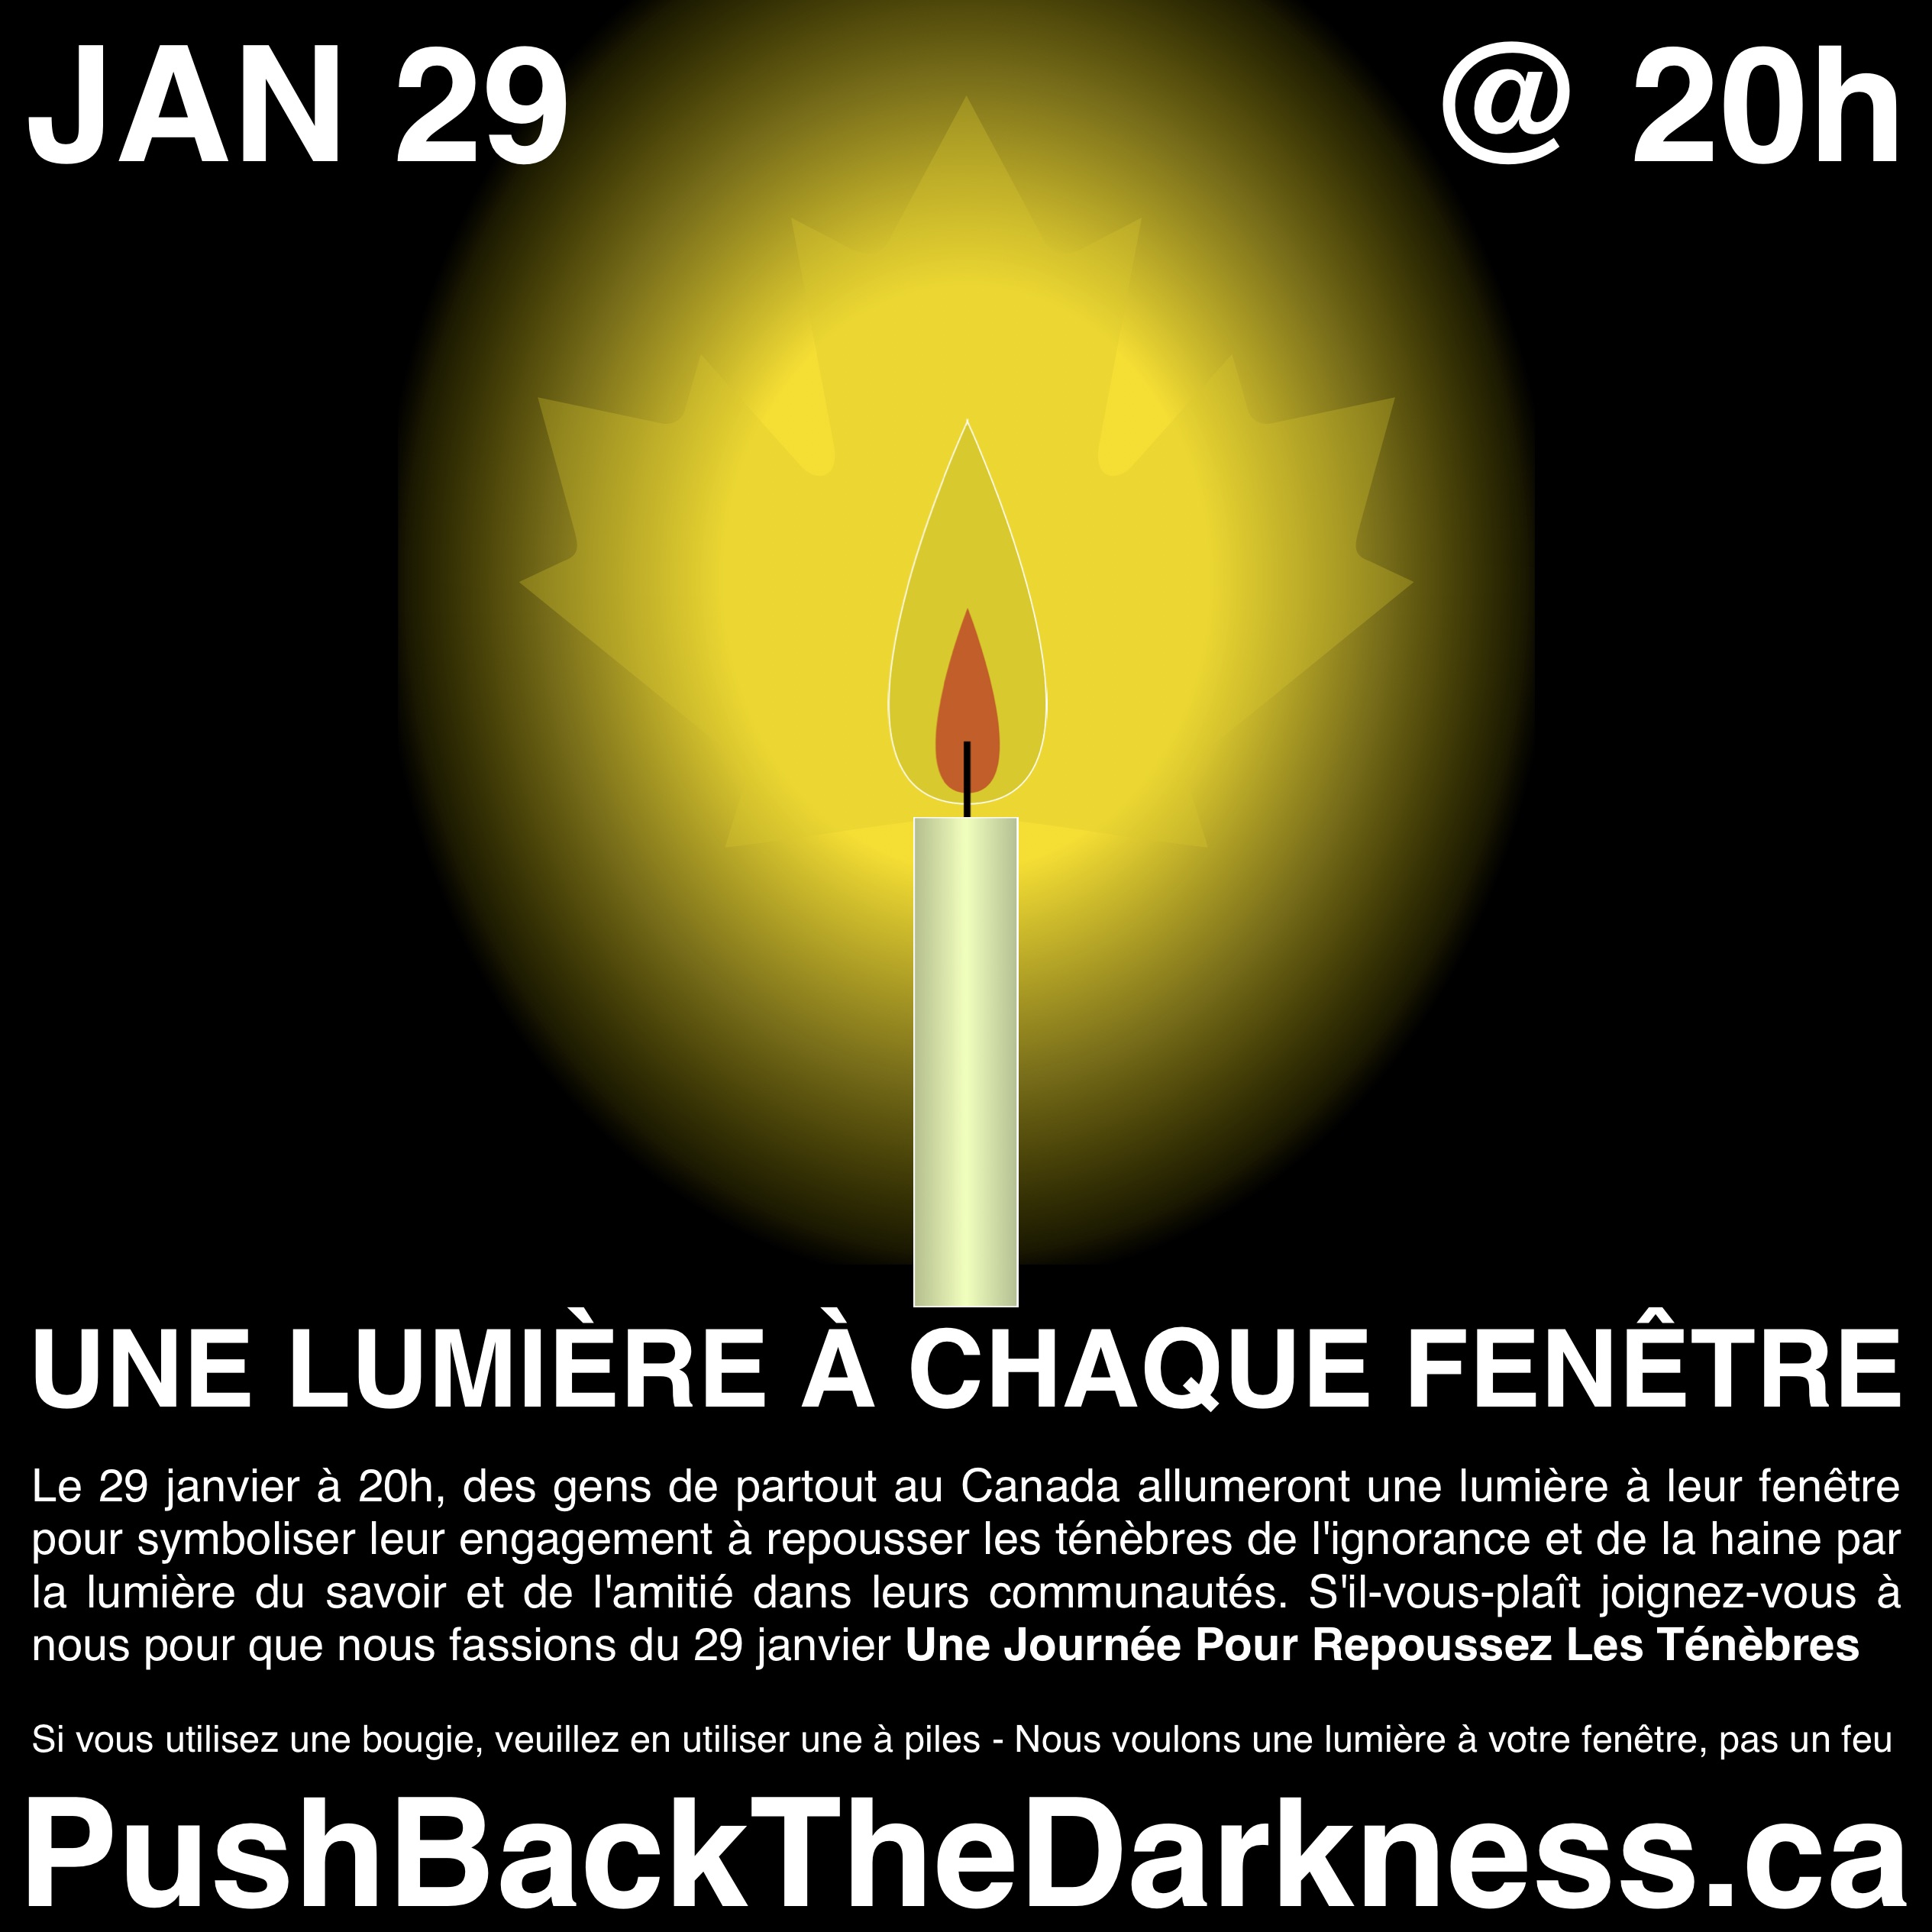 JAN 29 @ 20h
UNE LUMIÈRE À CHAQUE FENÊTRE
Le 29 janvier à 20h, des gens de partout au Canada allumeront une lumière à leur fenêtre
pour symboliser leur engagement à repousser les ténèbres de l'ignorance et de la haine par
la lumière du savoir et de l'amitié dans leurs communautés. S'il-vous-plaît joignez-vous à
nous pour que nous fassions du 29 janvier Une Journée Pour Repoussez Les Ténèbres
Si vous utilisez une bougie, veuillez en utiliser une à piles - Nous voulons une lumière à votre fenêtre, pas un feu
PushBackTheDarkness.ca